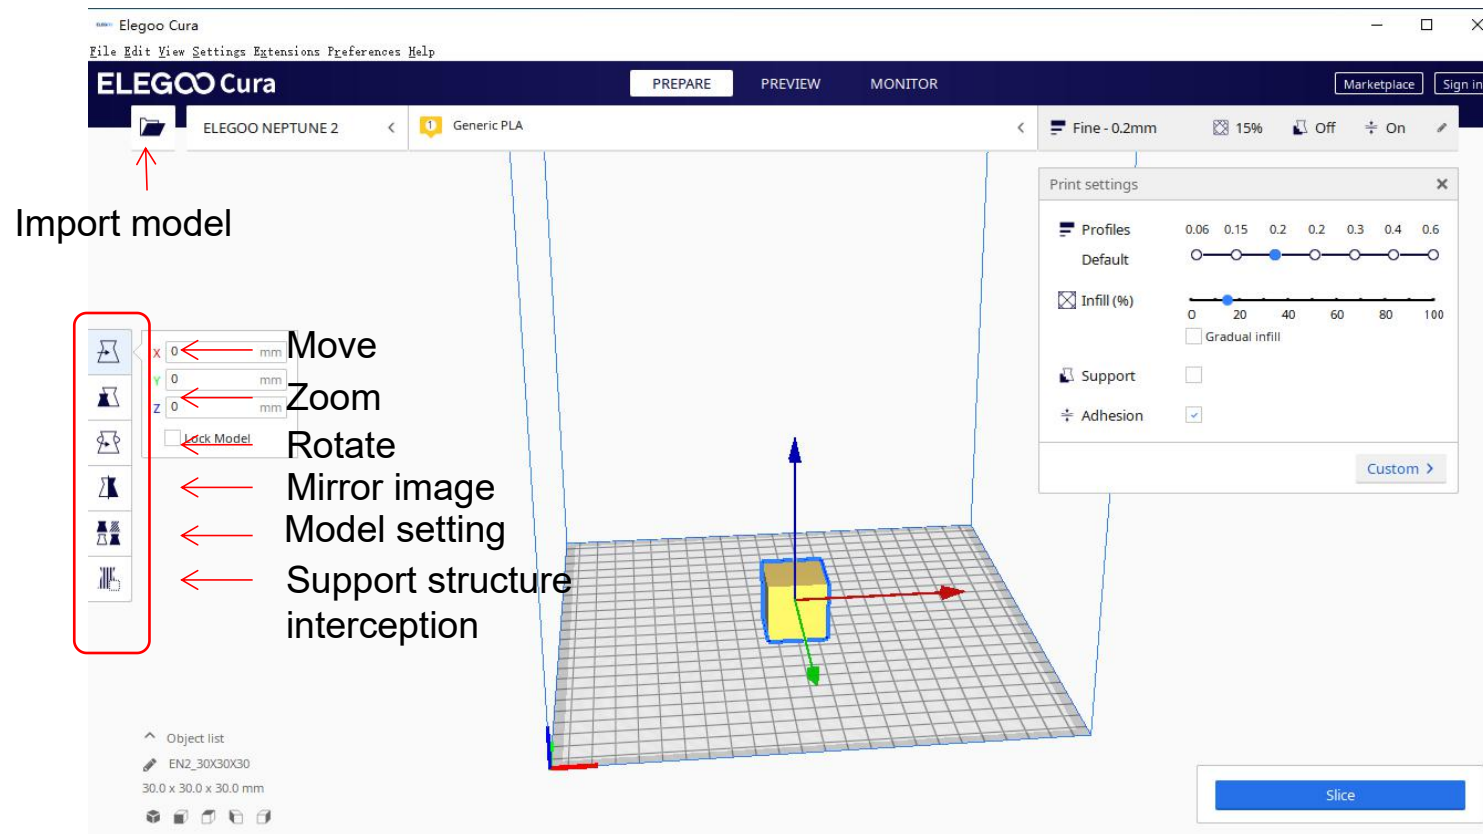 Elegoo Cura
File Edit View Settings Extensions Preferences Help
ELEGOO Cura
PREPARE
PREVIEW
MONITOR
Marketplace
Sign in
ELEGOO NEPTUNE 2
1
Generic PLA
Fine - 0.2mm
15%
Off
On
Import model
Print settings
Profiles
0.06 0.15 0.2 0.2 0.3 0.4 0.6
Default
Infill (%)
0 20 40 60 80 100
Gradual infill
Support
Adhesion
Custom
X 0 mm
Y 0 mm
Z 0 mm
Lock Model
Move
Zoom
Rotate
Mirror image
Model setting
Support structure
interception
Object list
EN2_30X30X30
30.0 x 30.0 x 30.0 mm
Slice